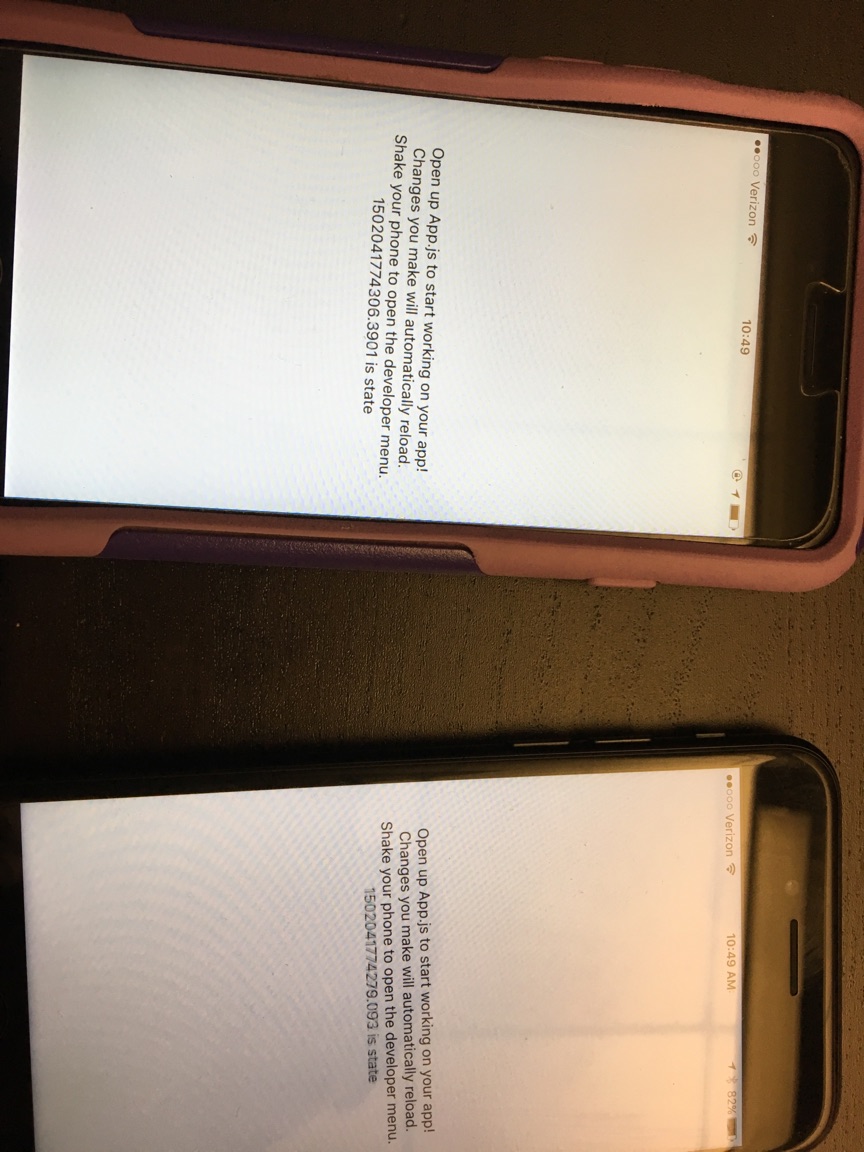 Verizon
10:49
Open up App.js to start working on your app!
Changes you make will automatically reload.
Shake your phone to open the developer menu.
1502041774306.3901 is state
Verizon
10:49 AM
82%
Open up App.js to start working on your app!
Changes you make will automatically reload.
Shake your phone to open the developer menu.
1502041774279.093 is state